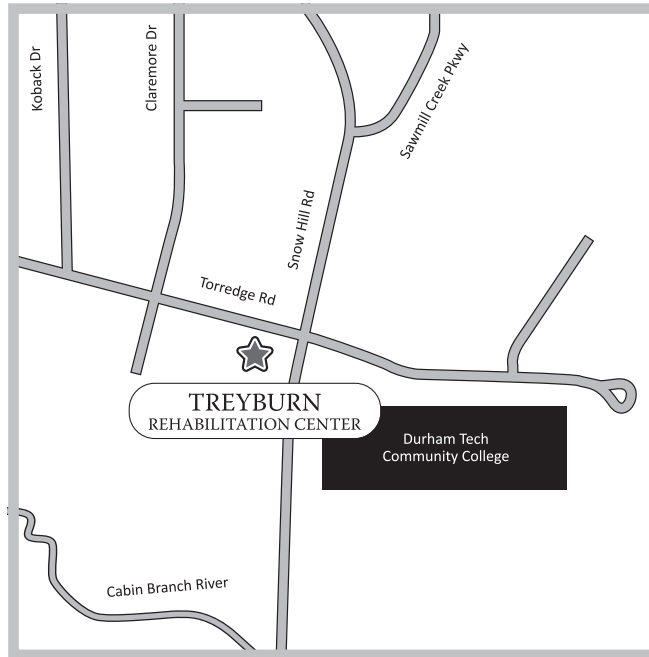 Koback Dr
Claremore Dr
Sawmill Creek Pkwy
Snow Hill Rd
Torredge Rd
TREYBURN
REHABILITATION CENTER
Durham Tech
Community College
Cabin Branch River